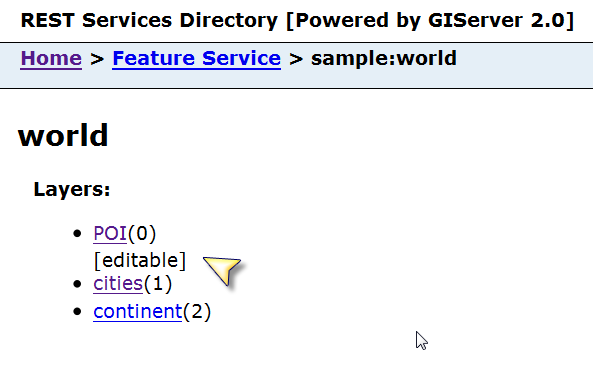 REST Services Directory [Powered by GIServer 2.0]
Home > Feature Service > sample:world
world
Layers:
POI(0)
[editable]
cities(1)
continent(2)